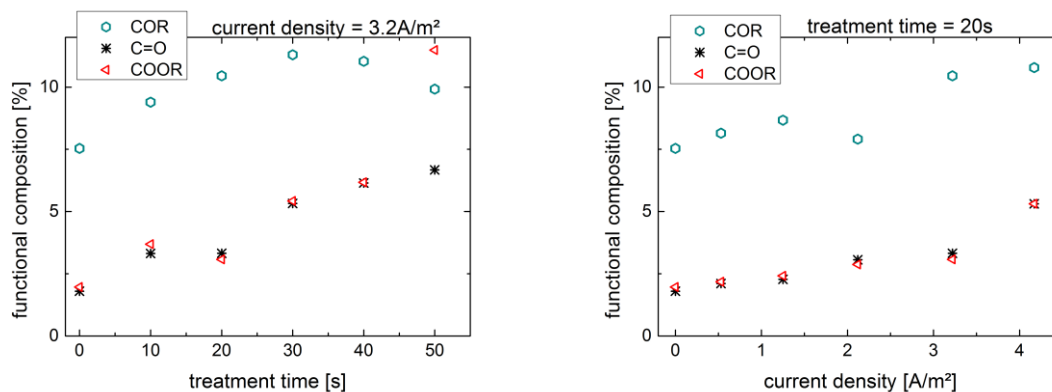 COR
C=O
COOR
current density = 3.2A/m²
functional composition [%]
10
5
0
0 10 20 30 40 50
treatment time [s]
COR
C=O
COOR
treatment time = 20s
functional composition [%]
10
5
0
0 1 2 3 4
current density [A/m²]